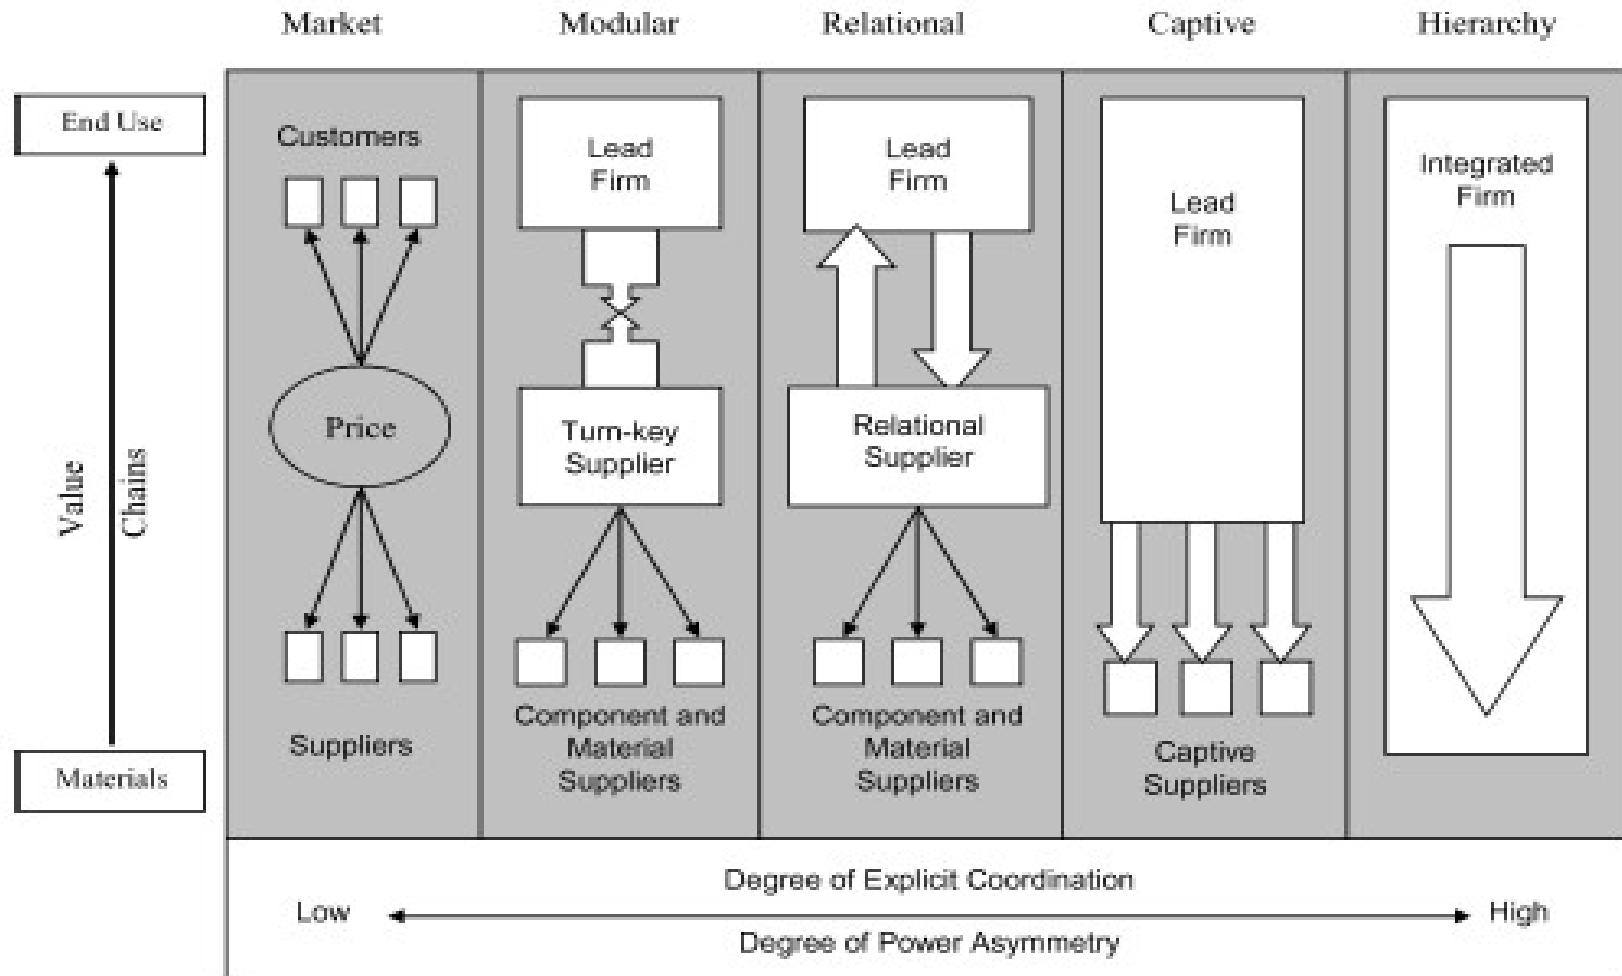 Market
Modular
Relational
Captive
Hierarchy
End Use
Value
Chains
Materials
Customers
Price
Suppliers
Lead
Firm
Turn-key
Supplier
Component and
Material
Suppliers
Lead
Firm
Relational
Supplier
Component and
Material
Suppliers
Lead
Firm
Captive
Suppliers
Integrated
Firm
Degree of Explicit Coordination
Low
High
Degree of Power Asymmetry